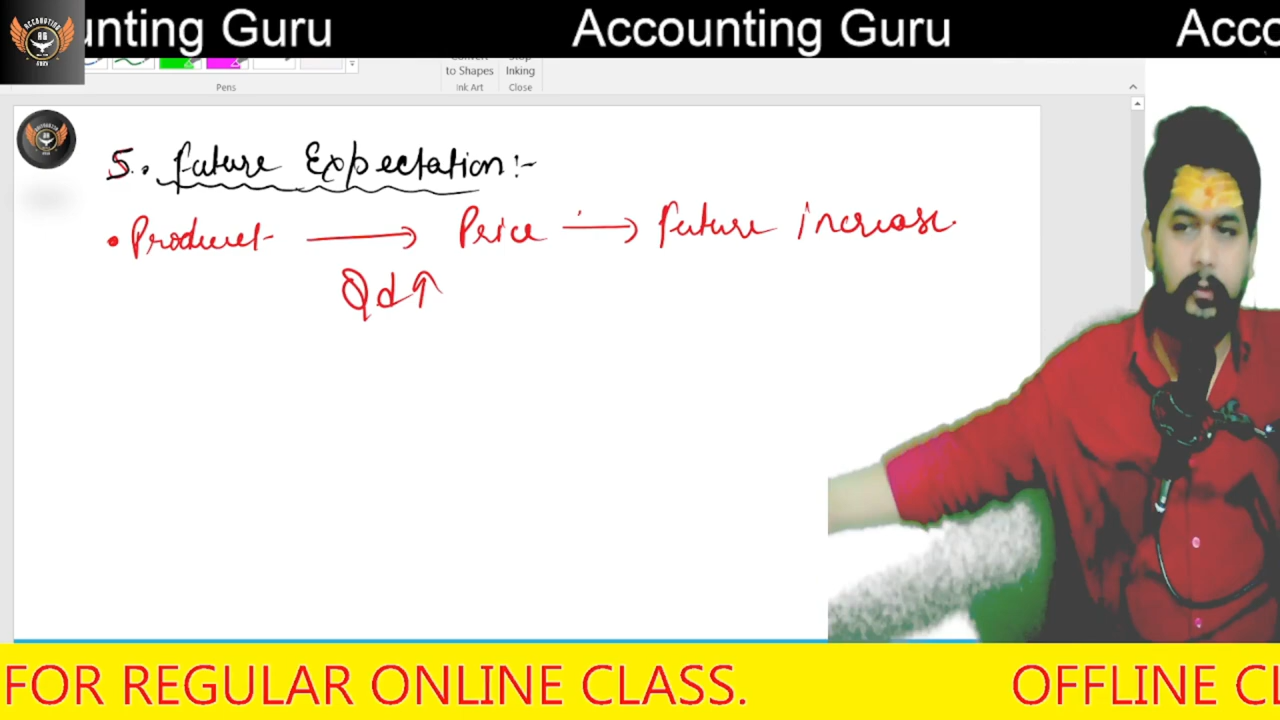 unting Guru Accounting Guru Acco
to Shapes Inking
Pens Ink Art Close
5. Future Expectation :-
• Product → Price → Future increase
Qd↑
FOR REGULAR ONLINE CLASS. OFFLINE CL